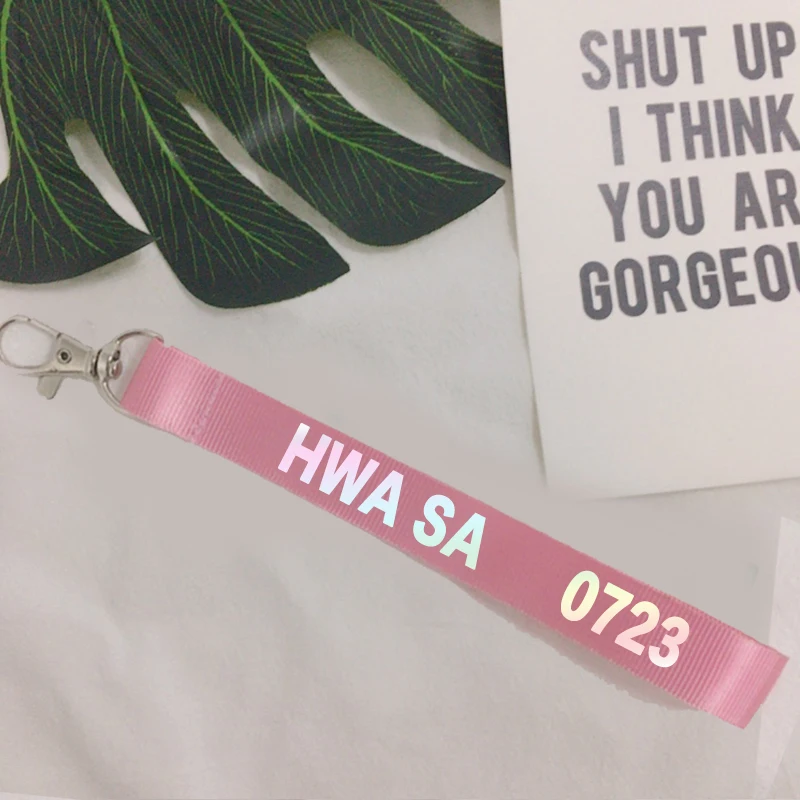 SHUT UP
I THINK
YOU AR
GORGEOU
HWA SA 0723